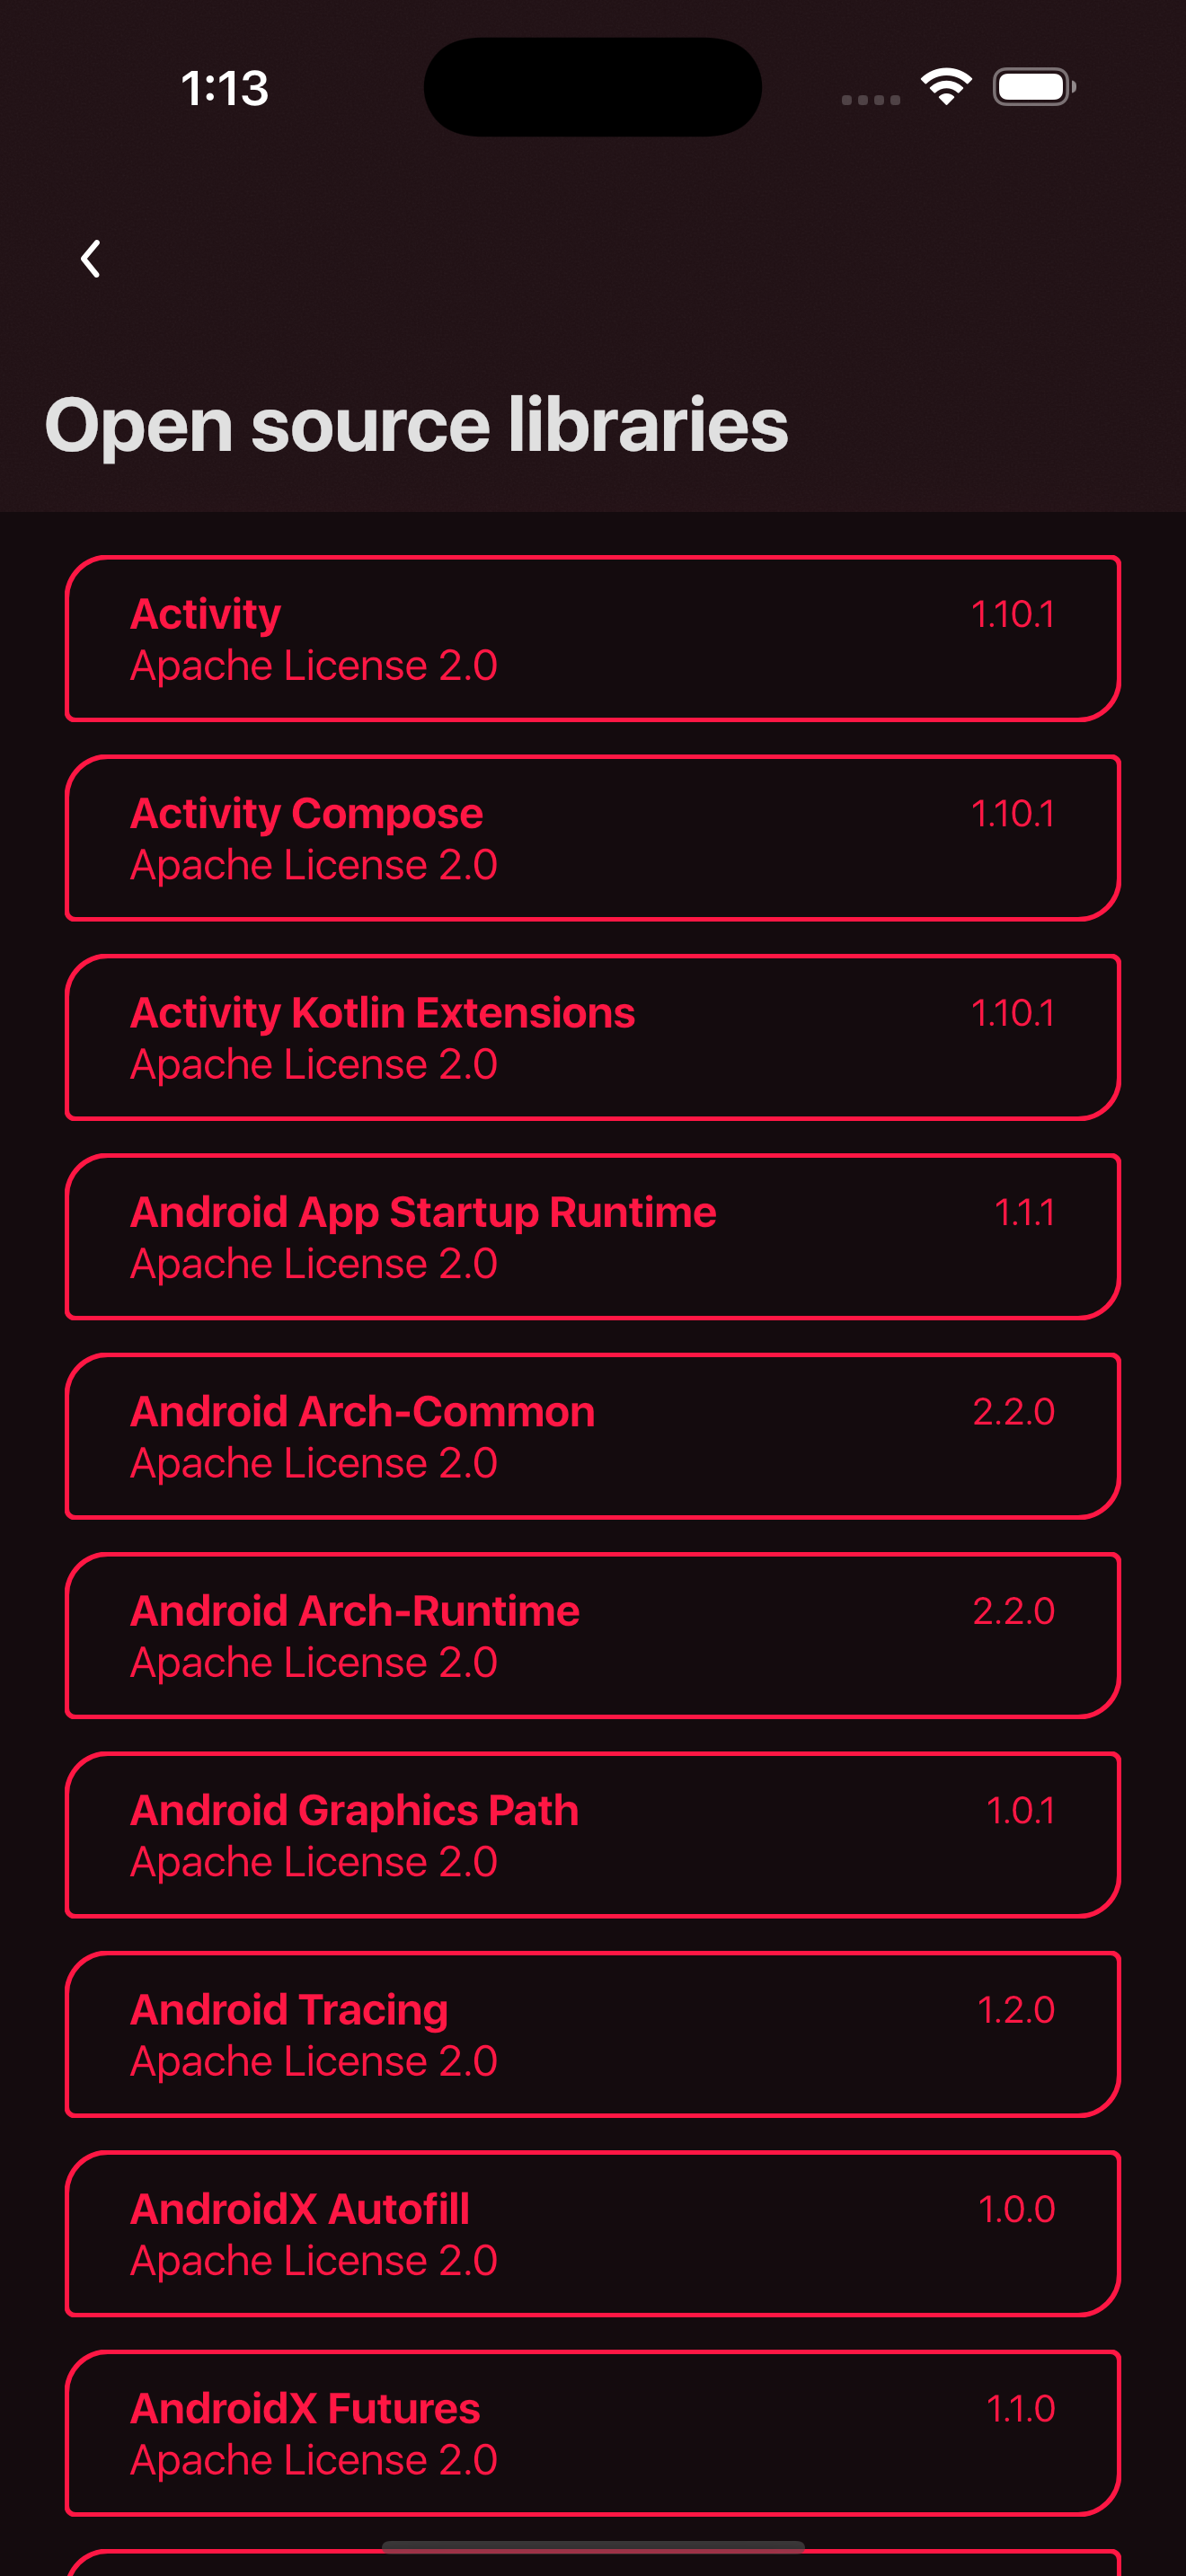 1:13
Open source libraries
Activity 1.10.1
Apache License 2.0
Activity Compose 1.10.1
Apache License 2.0
Activity Kotlin Extensions 1.10.1
Apache License 2.0
Android App Startup Runtime 1.1.1
Apache License 2.0
Android Arch-Common 2.2.0
Apache License 2.0
Android Arch-Runtime 2.2.0
Apache License 2.0
Android Graphics Path 1.0.1
Apache License 2.0
Android Tracing 1.2.0
Apache License 2.0
AndroidX Autofill 1.0.0
Apache License 2.0
AndroidX Futures 1.1.0
Apache License 2.0